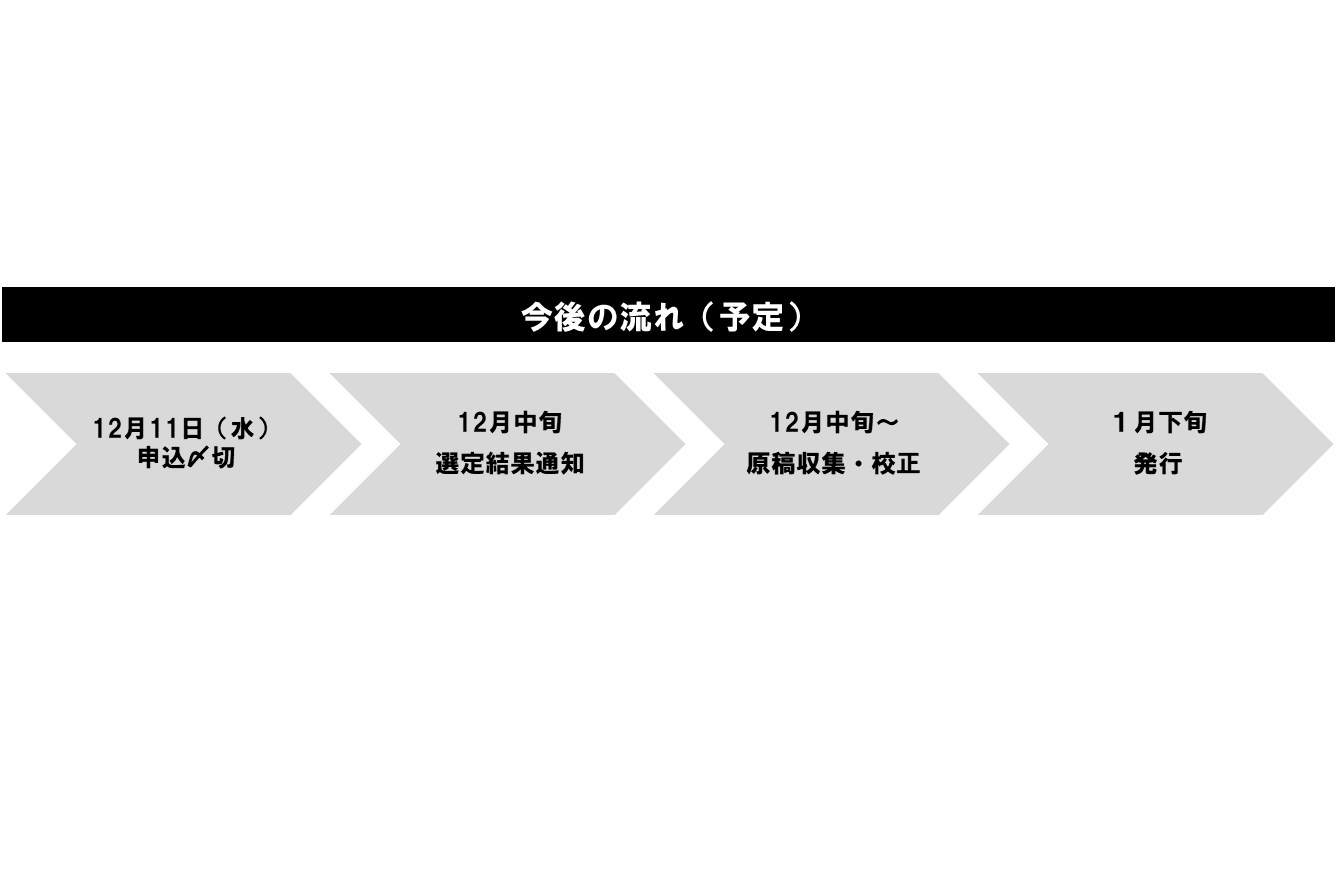 今後の流れ（予定）
12月11日（水）
申込〆切
12月中旬
選定結果通知
12月中旬～
原稿収集・校正
１月下旬
発行